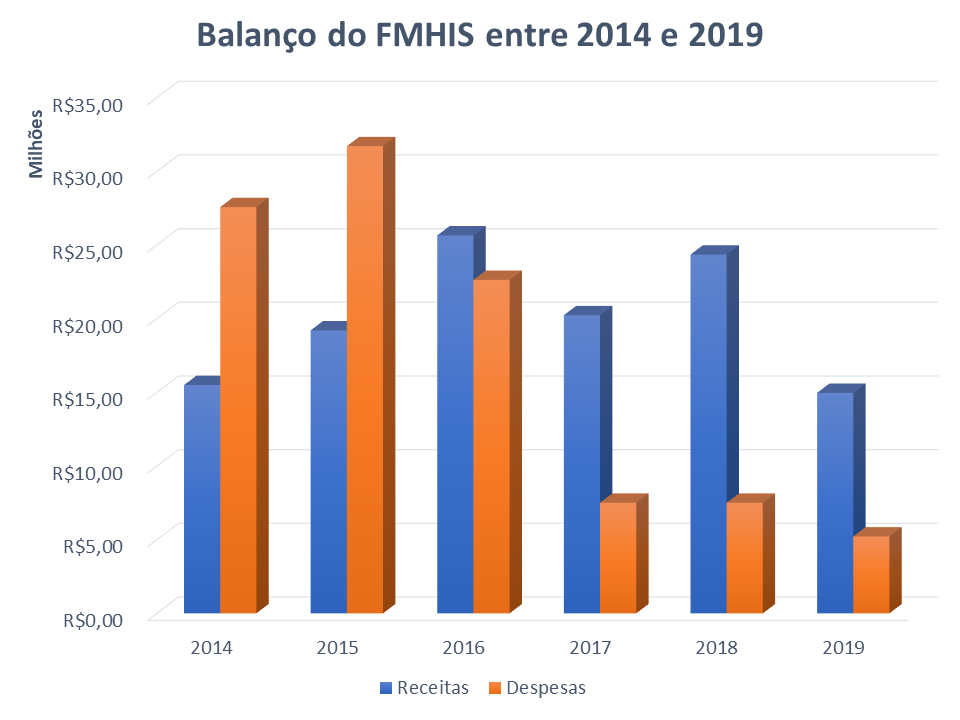 Balanço do FMHIS entre 2014 e 2019
Milhões
R$35,00
R$30,00
R$25,00
R$20,00
R$15,00
R$10,00
R$5,00
R$0,00
2014 2015 2016 2017 2018 2019
Receitas Despesas